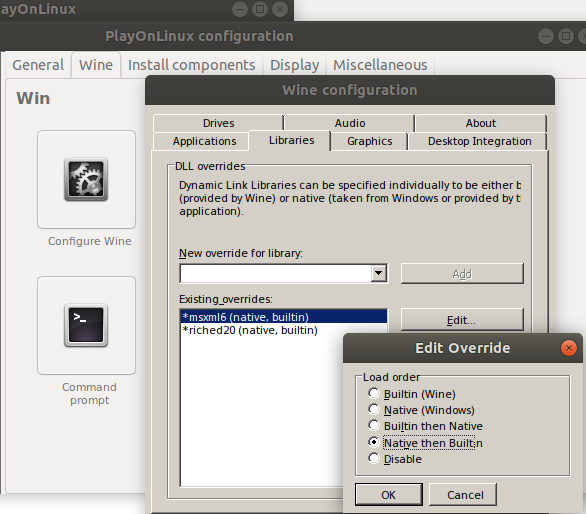 ayOnLinux
PlayOnLinux configuration
General Wine Install components Display Miscellaneous
Win
Configure Wine
>_
Command
prompt
Wine configuration
Drives Audio About
Applications Libraries Graphics Desktop Integration
DLL overrides
Dynamic Link Libraries can be specified individually to be either b
(provided by Wine) or native (taken from Windows or provided by th
application).
New override for library:
Add
Existing overrides:
*msxml6 (native, builtin)
*riched20 (native, builtin)
Edit...
Edit Override
Load order
Builtin (Wine)
Native (Windows)
Builtin then Native
Native then Builtin
Disable
OK Cancel